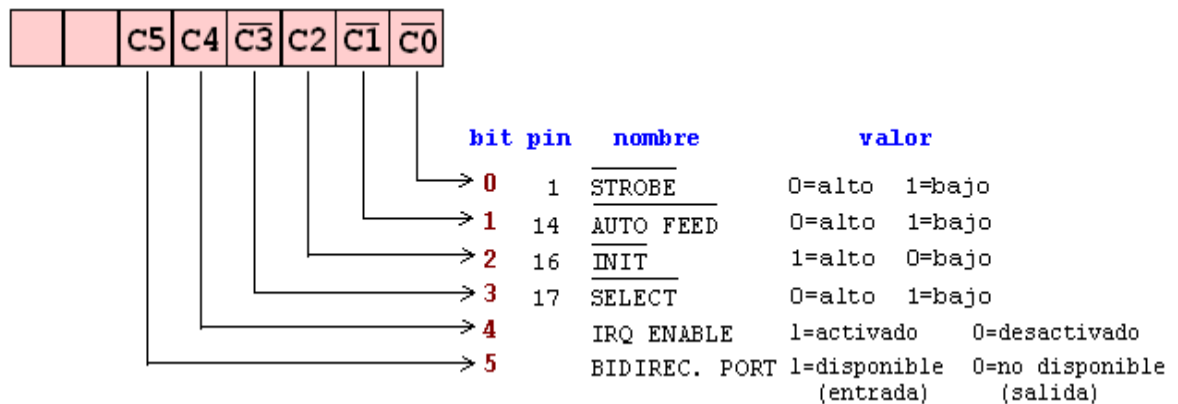 C5 C4 C3 C2 C1 C0
bit pin nombre valor
0 1 STROBE 0=alto 1=bajo
1 14 AUTO FEED 0=alto 1=bajo
2 16 INIT 1=alto 0=bajo
3 17 SELECT 0=alto 1=bajo
4 IRQ ENABLE 1=activado 0=desactivado
5 BIDIREC. PORT 1=disponible 0=no disponible
(entrada) (salida)